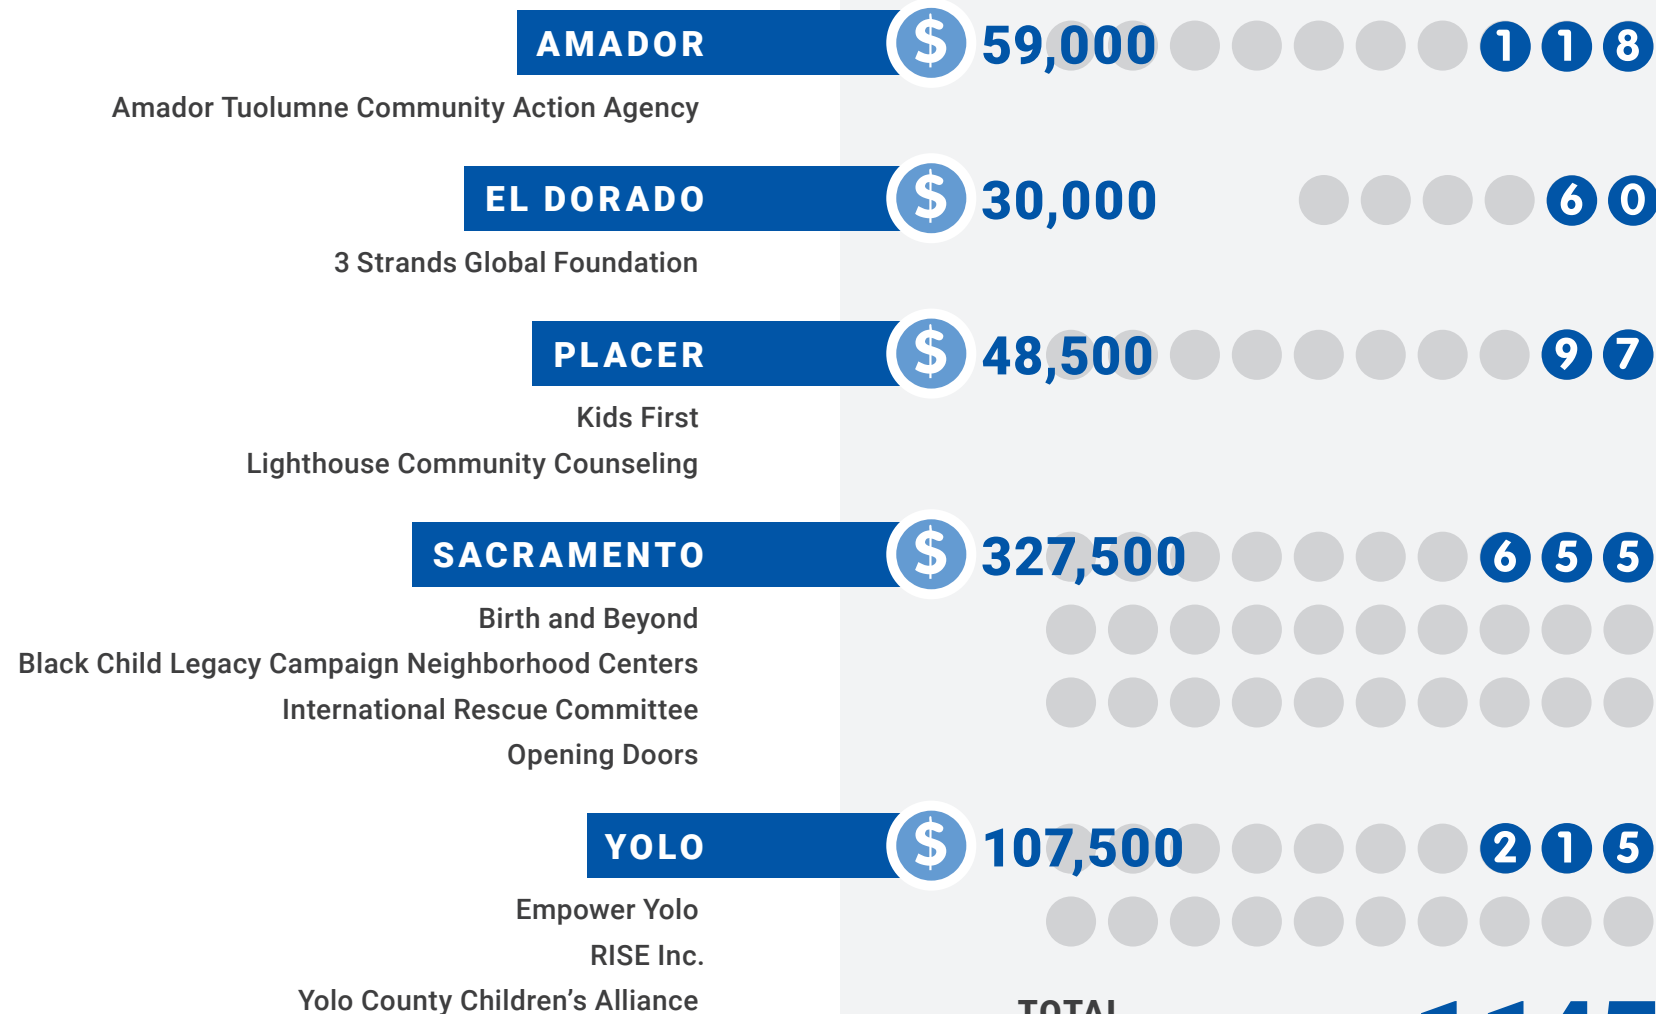 AMADOR $ 59,000 118
Amador Tuolumne Community Action Agency
EL DORADO $ 30,000 60
3 Strands Global Foundation
PLACER $ 48,500 97
Kids First
Lighthouse Community Counseling
SACRAMENTO $ 327,500 655
Birth and Beyond
Black Child Legacy Campaign Neighborhood Centers
International Rescue Committee
Opening Doors
YOLO $ 107,500 215
Empower Yolo
RISE Inc.
Yolo County Children’s Alliance
TOTAL